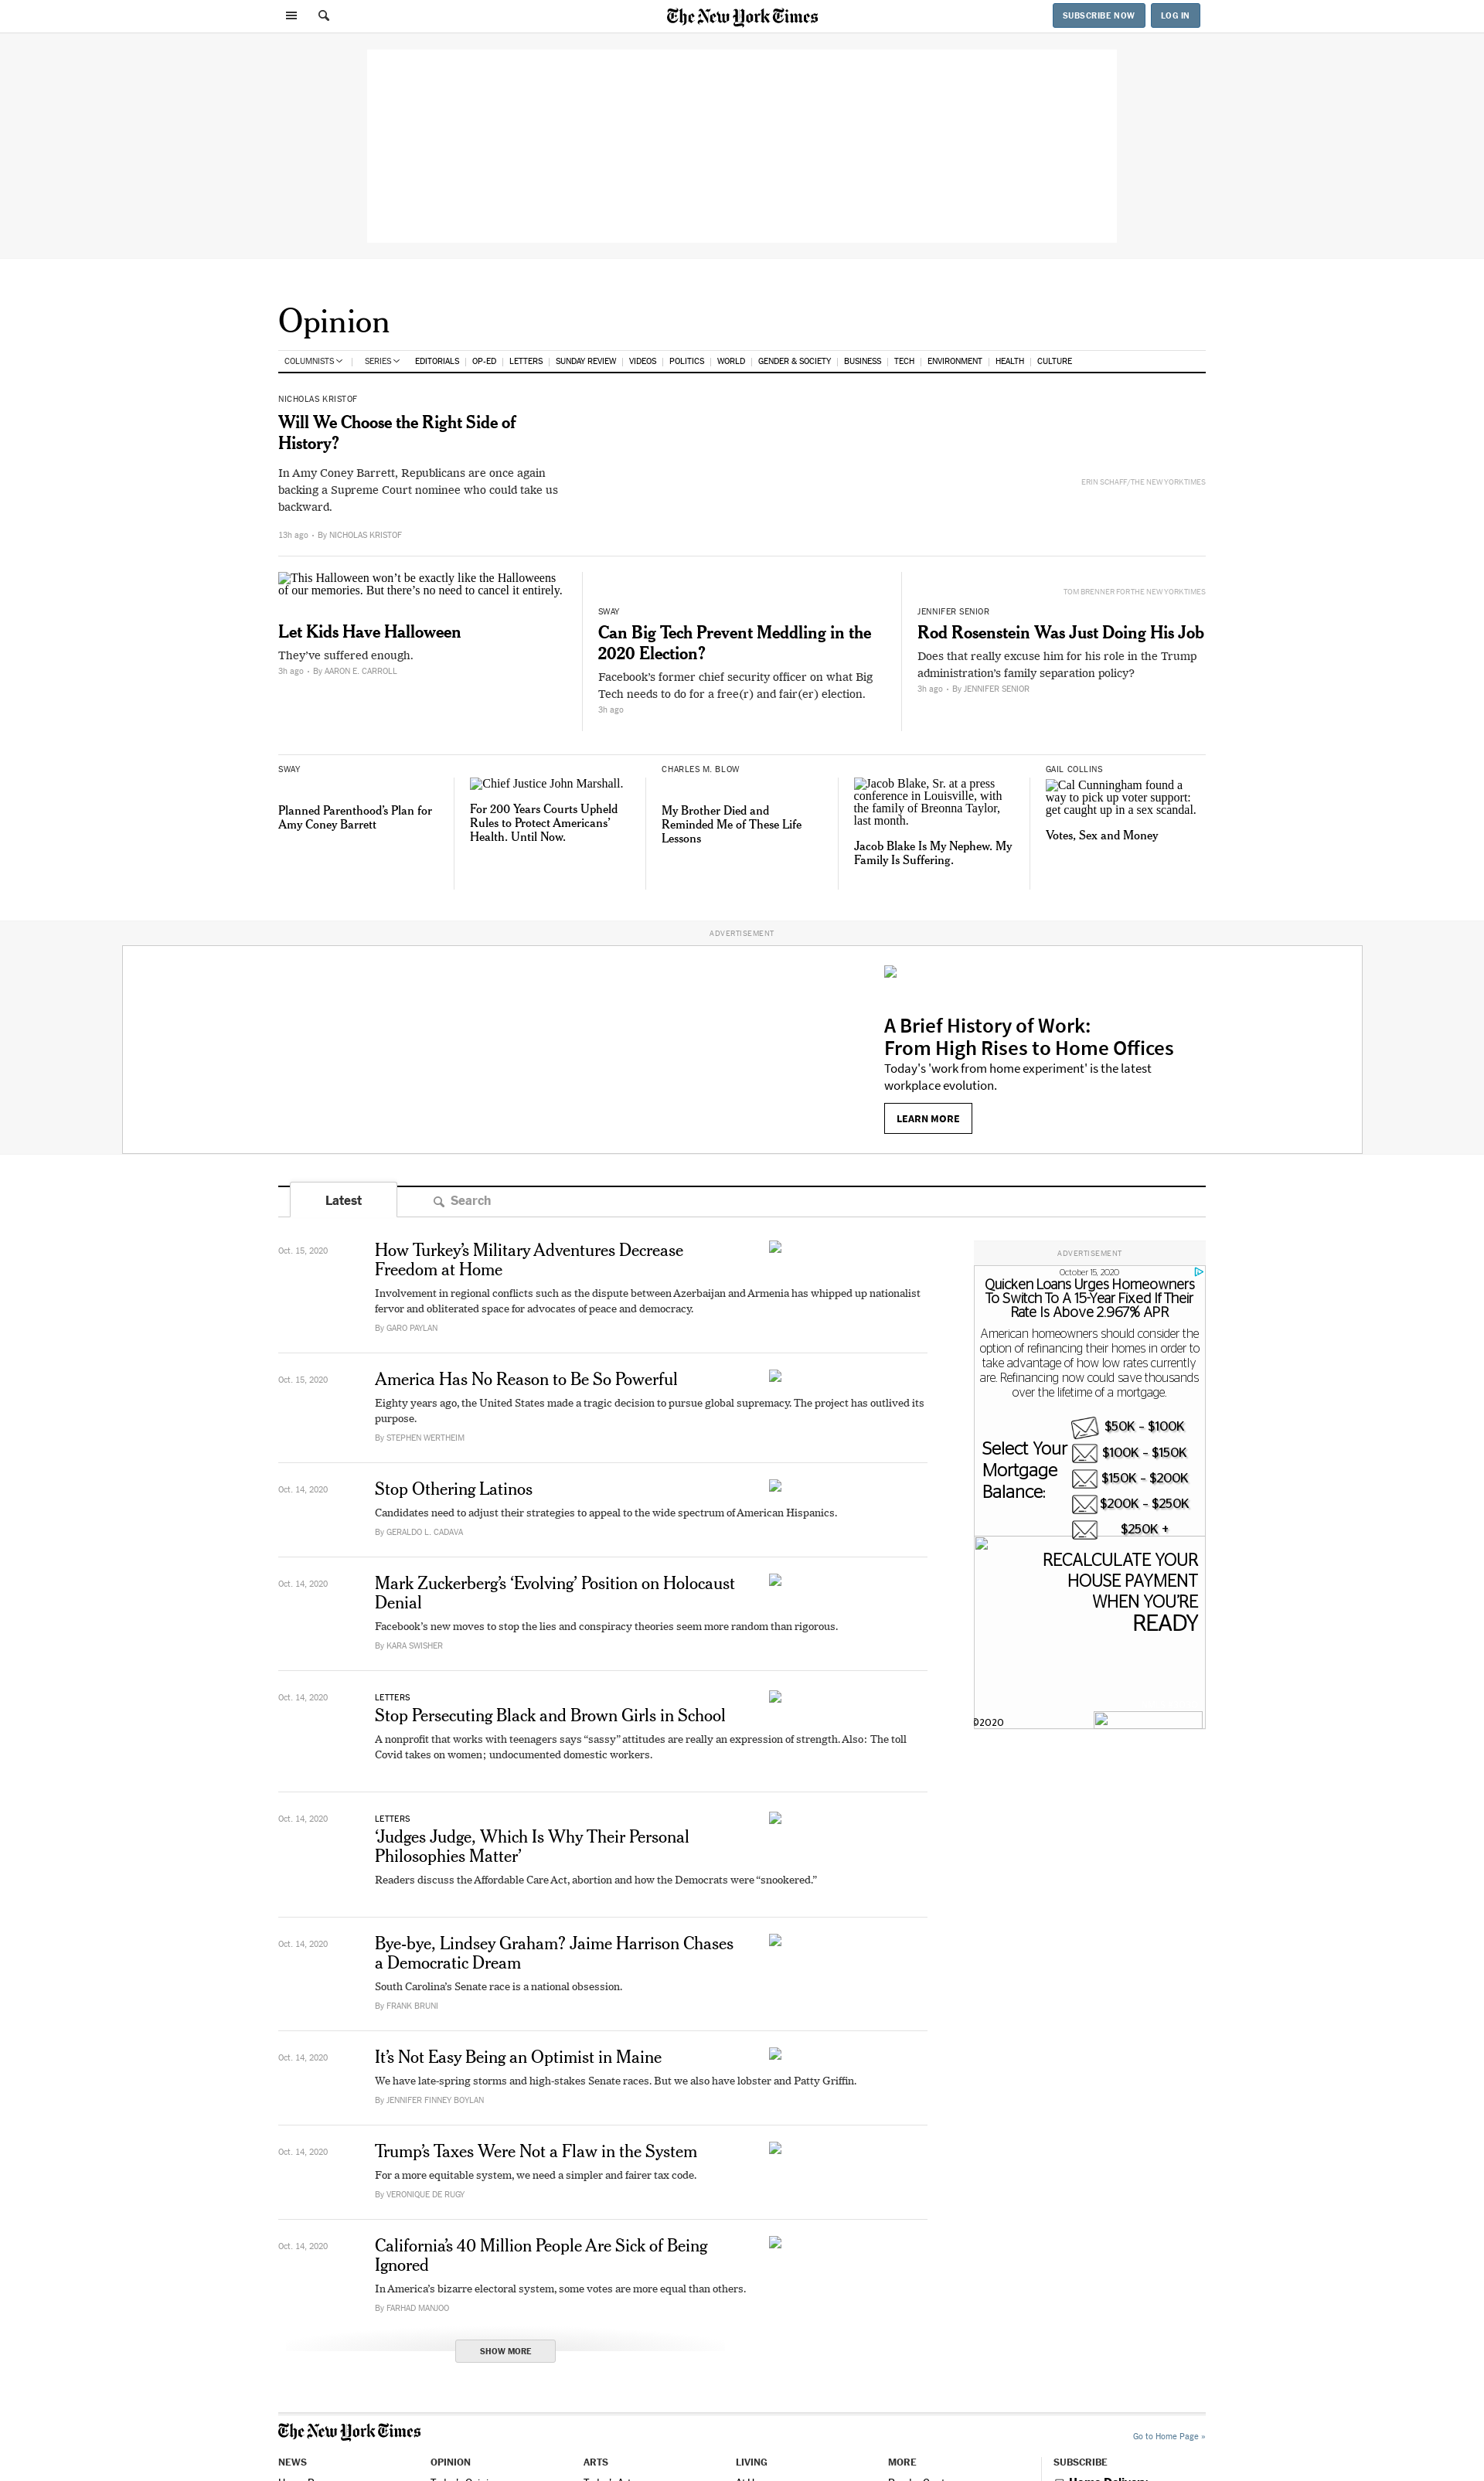 The New York Times
SUBSCRIBE NOW
LOG IN
Opinion
COLUMNISTS
SERIES
EDITORIALS
OP-ED
LETTERS
SUNDAY REVIEW
VIDEOS
POLITICS
WORLD
GENDER & SOCIETY
BUSINESS
TECH
ENVIRONMENT
HEALTH
CULTURE
NICHOLAS KRISTOF
Will We Choose the Right Side of
History?
In Amy Coney Barrett, Republicans are once again
backing a Supreme Court nominee who could take us
backward.
13h ago • By NICHOLAS KRISTOF
ERIN SCHAFF/THE NEW YORK TIMES
This Halloween won’t be exactly like the Halloweens
of our memories. But there’s no need to cancel it entirely.
Let Kids Have Halloween
They’ve suffered enough.
3h ago • By AARON E. CARROLL
SWAY
Can Big Tech Prevent Meddling in the
2020 Election?
Facebook’s former chief security officer on what Big
Tech needs to do for a free(r) and fair(er) election.
3h ago
TOM BRENNER FOR THE NEW YORK TIMES
JENNIFER SENIOR
Rod Rosenstein Was Just Doing His Job
Does that really excuse him for his role in the Trump
administration’s family separation policy?
3h ago • By JENNIFER SENIOR
SWAY
Planned Parenthood’s Plan for
Amy Coney Barrett
Chief Justice John Marshall.
For 200 Years Courts Upheld
Rules to Protect Americans’
Health. Until Now.
CHARLES M. BLOW
My Brother Died and
Reminded Me of These Life
Lessons
Jacob Blake, Sr. at a press
conference in Louisville, with
the family of Breonna Taylor,
last month.
Jacob Blake Is My Nephew. My
Family Is Suffering.
GAIL COLLINS
Cal Cunningham found a
way to pick up voter support:
get caught up in a sex scandal.
Votes, Sex and Money
ADVERTISEMENT
A Brief History of Work:
From High Rises to Home Offices
Today's 'work from home experiment' is the latest
workplace evolution.
LEARN MORE
Latest
Search
Oct. 15, 2020
How Turkey’s Military Adventures Decrease
Freedom at Home
Involvement in regional conflicts such as the dispute between Azerbaijan and Armenia has whipped up nationalist
fervor and obliterated space for advocates of peace and democracy.
By GARO PAYLAN
Oct. 15, 2020
America Has No Reason to Be So Powerful
Eighty years ago, the United States made a tragic decision to pursue global supremacy. The project has outlived its
purpose.
By STEPHEN WERTHEIM
Oct. 14, 2020
Stop Othering Latinos
Candidates need to adjust their strategies to appeal to the wide spectrum of American Hispanics.
By GERALDO L. CADAVA
Oct. 14, 2020
Mark Zuckerberg’s ‘Evolving’ Position on Holocaust
Denial
Facebook’s new moves to stop the lies and conspiracy theories seem more random than rigorous.
By KARA SWISHER
Oct. 14, 2020
LETTERS
Stop Persecuting Black and Brown Girls in School
A nonprofit that works with teenagers says “sassy” attitudes are really an expression of strength. Also: The toll
Covid takes on women; undocumented domestic workers.
Oct. 14, 2020
LETTERS
‘Judges Judge, Which Is Why Their Personal
Philosophies Matter’
Readers discuss the Affordable Care Act, abortion and how the Democrats were “snookered.”
Oct. 14, 2020
Bye-bye, Lindsey Graham? Jaime Harrison Chases
a Democratic Dream
South Carolina’s Senate race is a national obsession.
By FRANK BRUNI
Oct. 14, 2020
It’s Not Easy Being an Optimist in Maine
We have late-spring storms and high-stakes Senate races. But we also have lobster and Patty Griffin.
By JENNIFER FINNEY BOYLAN
Oct. 14, 2020
Trump’s Taxes Were Not a Flaw in the System
For a more equitable system, we need a simpler and fairer tax code.
By VERONIQUE DE RUGY
Oct. 14, 2020
California’s 40 Million People Are Sick of Being
Ignored
In America’s bizarre electoral system, some votes are more equal than others.
By FARHAD MANJOO
SHOW MORE
ADVERTISEMENT
October 15, 2020
Quicken Loans Urges Homeowners
To Switch To A 15-Year Fixed If Their
Rate Is Above 2.967% APR
American homeowners should consider the
option of refinancing their homes in order to
take advantage of how low rates currently
are. Refinancing now could save thousands
over the lifetime of a mortgage.
Select Your
Mortgage
Balance:
$50K - $100K
$100K - $150K
$150K - $200K
$200K - $250K
$250K +
RECALCULATE YOUR
HOUSE PAYMENT
WHEN YOU'RE
READY
©2020
The New York Times
Go to Home Page »
NEWS
OPINION
ARTS
LIVING
MORE
SUBSCRIBE